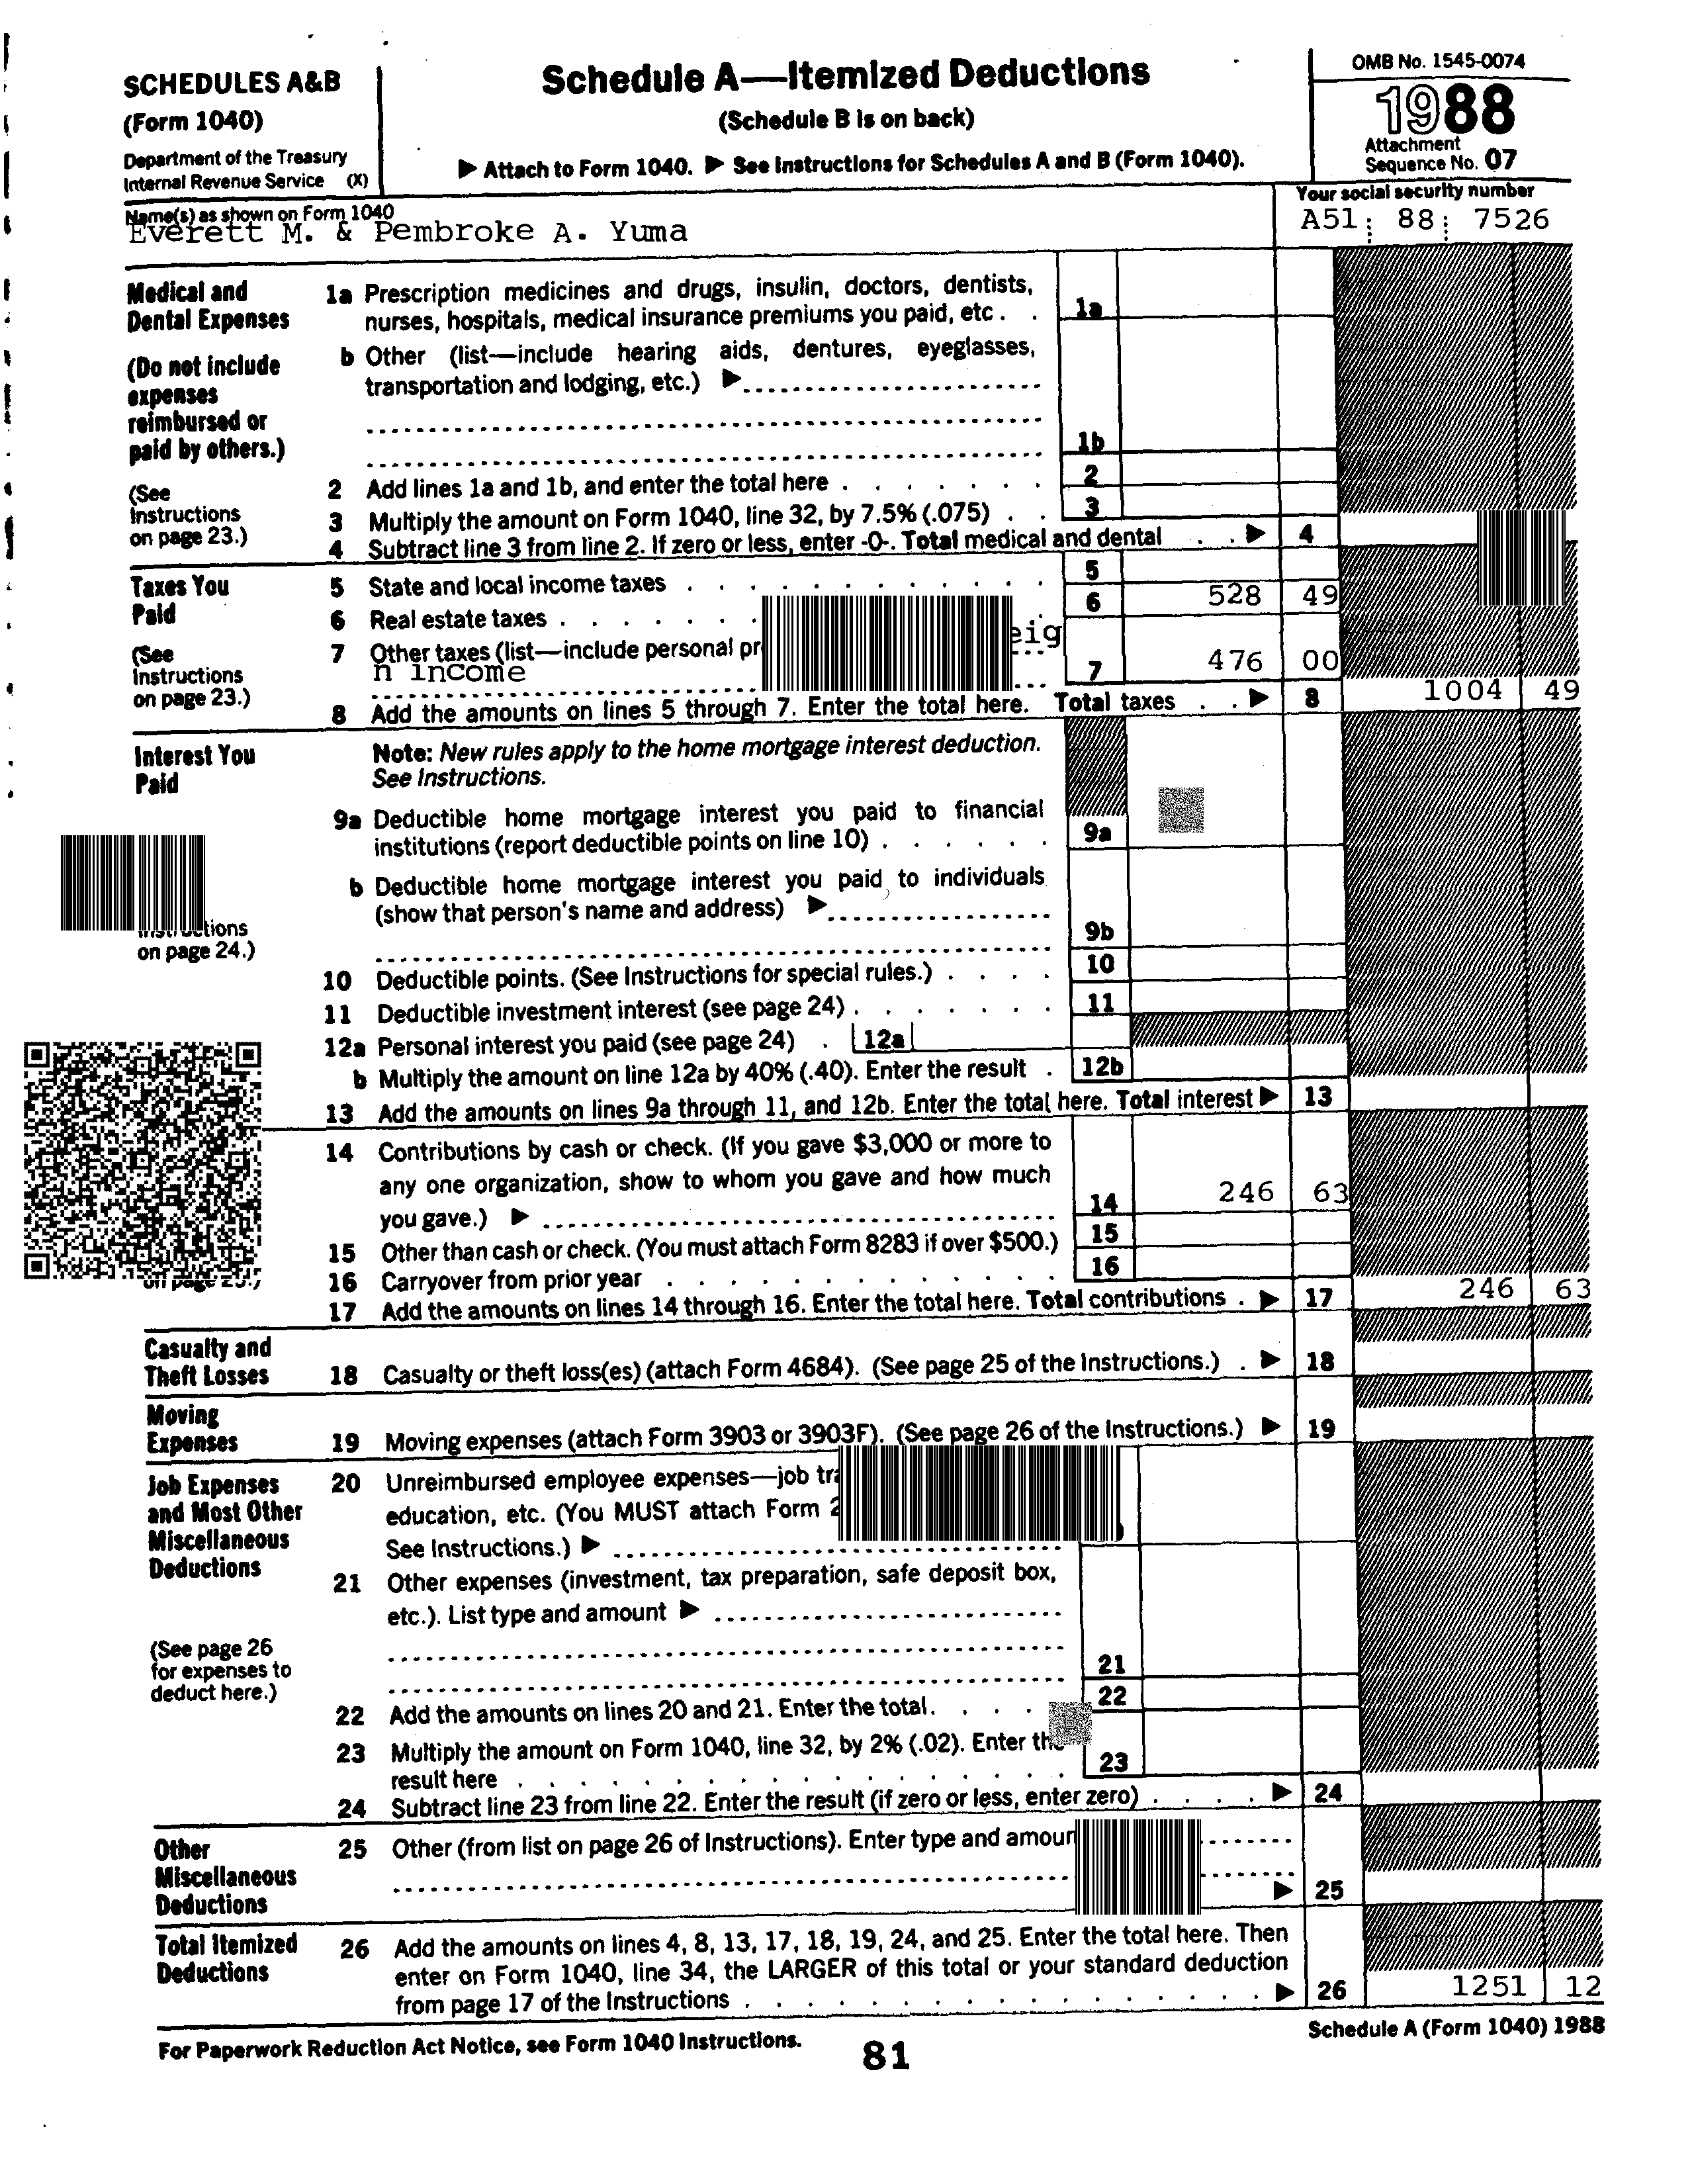 SCHEDULES A&B
(Form 1040)
Department of the Treasury
Internal Revenue Service (X)
Schedule A—Itemized Deductions
(Schedule B is on back)
▶ Attach to Form 1040. ▶ See Instructions for Schedules A and B (Form 1040).
OMB No. 1545-0074
1988
Attachment
Sequence No. 07
Name(s) as shown on Form 1040
Everett M. & Pembroke A. Yuma
Your social security number
A51 88 7526
Medical and
Dental Expenses
(Do not include
expenses
reimbursed or
paid by others.)
(See
Instructions
on page 23.)
1a Prescription medicines and drugs, insulin, doctors, dentists,
nurses, hospitals, medical insurance premiums you paid, etc . . 1a
b Other (list—include hearing aids, dentures, eyeglasses,
transportation and lodging, etc.) ▶
1b
2 Add lines 1a and 1b, and enter the total here . . . . . . . 2
3 Multiply the amount on Form 1040, line 32, by 7.5% (.075) . . 3
4 Subtract line 3 from line 2. If zero or less, enter -0-. Total medical and dental . . ▶ 4
Taxes You
Paid
(See
Instructions
on page 23.)
5 State and local income taxes . . . . . . . . . . . 5
6 Real estate taxes . . . . . . 6 528 49
7 Other taxes (list—include personal eig
n income 7 476 00
8 Add the amounts on lines 5 through 7. Enter the total here. Total taxes . . ▶ 8 1004 49
Interest You
Paid
on page 24.)
Note: New rules apply to the home mortgage interest deduction.
See Instructions.
9a Deductible home mortgage interest you paid to financial
institutions (report deductible points on line 10) . . . . . . 9a
b Deductible home mortgage interest you paid to individuals
(show that person's name and address) ▶
9b
10 Deductible points. (See Instructions for special rules.) . . . . 10
11 Deductible investment interest (see page 24) . . . . . . . 11
12a Personal interest you paid (see page 24) . 12a
b Multiply the amount on line 12a by 40% (.40). Enter the result . 12b
13 Add the amounts on lines 9a through 11, and 12b. Enter the total here. Total interest ▶ 13
14 Contributions by cash or check. (If you gave $3,000 or more to
any one organization, show to whom you gave and how much
you gave.) ▶ 14 246 63
15 Other than cash or check. (You must attach Form 8283 if over $500.) 15
16 Carryover from prior year . . . . . . . . . . . . 16
17 Add the amounts on lines 14 through 16. Enter the total here. Total contributions . ▶ 17 246 63
Casualty and
Theft Losses
18 Casualty or theft loss(es) (attach Form 4684). (See page 25 of the Instructions.) . ▶ 18
Moving
Expenses
19 Moving expenses (attach Form 3903 or 3903F). (See page 26 of the Instructions.) ▶ 19
Job Expenses
and Most Other
Miscellaneous
Deductions
(See page 26
for expenses to
deduct here.)
20 Unreimbursed employee expenses—job
education, etc. (You MUST attach Form
See Instructions.) ▶
21 Other expenses (investment, tax preparation, safe deposit box,
etc.). List type and amount ▶
21
22 Add the amounts on lines 20 and 21. Enter the total. . . . 22
23 Multiply the amount on Form 1040, line 32, by 2% (.02). Enter the
result here . . . . . . . . . . . . . . . . . 23
24 Subtract line 23 from line 22. Enter the result (if zero or less, enter zero) . . . . ▶ 24
Other
Miscellaneous
Deductions
25 Other (from list on page 26 of Instructions). Enter type and
▶ 25
Total Itemized
Deductions
26 Add the amounts on lines 4, 8, 13, 17, 18, 19, 24, and 25. Enter the total here. Then
enter on Form 1040, line 34, the LARGER of this total or your standard deduction
from page 17 of the Instructions . . . . . . . . . . . . . . . . ▶ 26 1251 12
For Paperwork Reduction Act Notice, see Form 1040 Instructions.
81
Schedule A (Form 1040) 1988